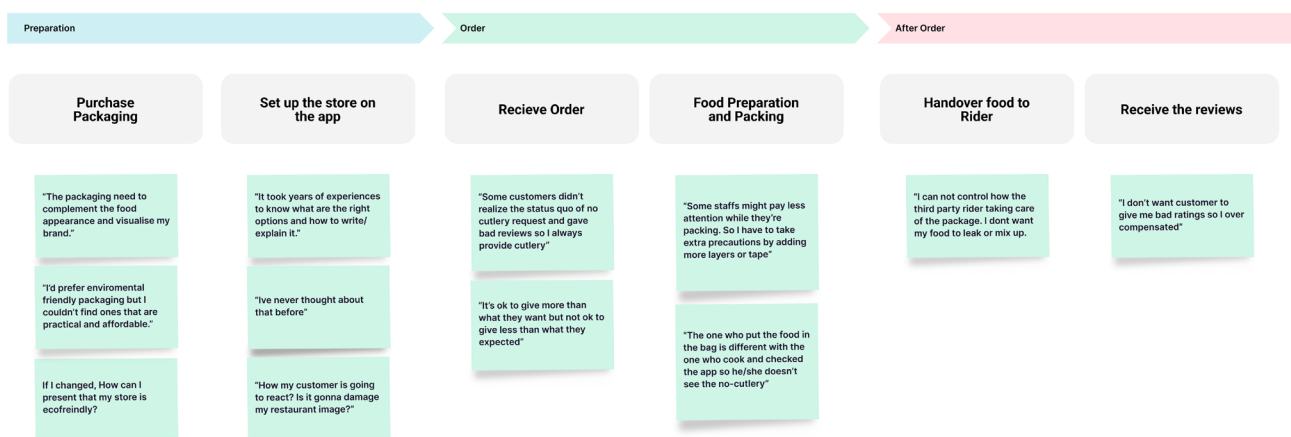 Preparation
Order
After Order
Purchase
Packaging
Set up the store on
the app
Recieve Order
Food Preparation
and Packing
Handover food to
Rider
Receive the reviews
"The packaging need to
complement the food
appearance and visualise my
brand."
"I'd prefer enviromental
friendly packaging but I
couldn't find ones that are
practical and affordable."
If I changed, How can I
present that my store is
ecofreindly?
"It took years of experiences
to know what are the right
options and how to write/
explain it."
"Ive never thought about
that before"
"How my customer is going
to react? Is it gonna damage
my restaurant image?"
"Some customers didn't
realize the status quo of no
cutlery request and gave
bad reviews so I always
provide cutlery"
"It's ok to give more than
what they want but not ok to
give less than what they
expected"
"Some staffs might pay less
attention while they're
packing. So I have to take
extra precautions by adding
more layers or tape"
"The one who put the food in
the bag is different with the
one who cook and checked
the app so he/she doesn't
see the no-cutlery"
"I can not control how the
third party rider taking care
of the package. I dont want
my food to leak or mix up.
"I don't want customer to
give me bad ratings so I over
compensated"